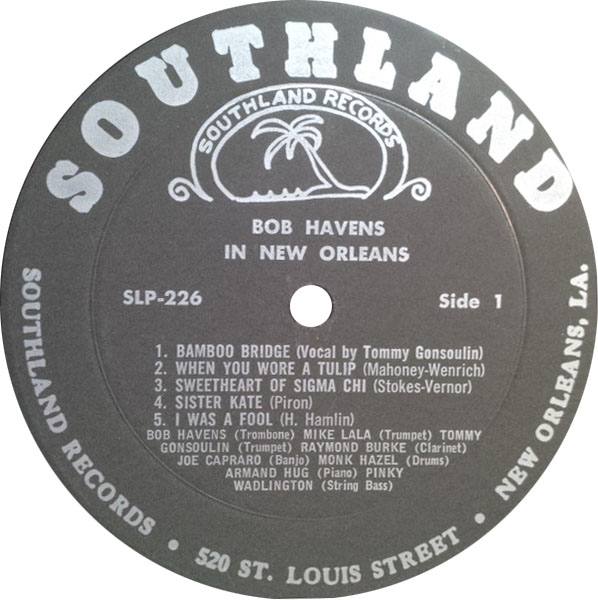 SOUTHLAND
SOUTHLAND RECORDS
BOB HAVENS
IN NEW ORLEANS
SLP-226 Side 1
1. BAMBOO BRIDGE (Vocal by Tommy Gonsoulin)
2. WHEN YOU WORE A TULIP (Mahoney-Wenrich)
3. SWEETHEART OF SIGMA CHI (Stokes-Vernor)
4. SISTER KATE (Piron)
5. I WAS A FOOL (H. Hamlin)
BOB HAVENS (Trombone) MIKE LALA (Trumpet) TOMMY
GONSOULIN (Trumpet) RAYMOND BURKE (Clarinet)
JOE CAPRARO (Banjo) MONK HAZEL (Drums)
ARMAND HUG (Piano) PINKY
WADLINGTON (String Bass)
SOUTHLAND RECORDS • 520 ST. LOUIS STREET • NEW ORLEANS, LA.